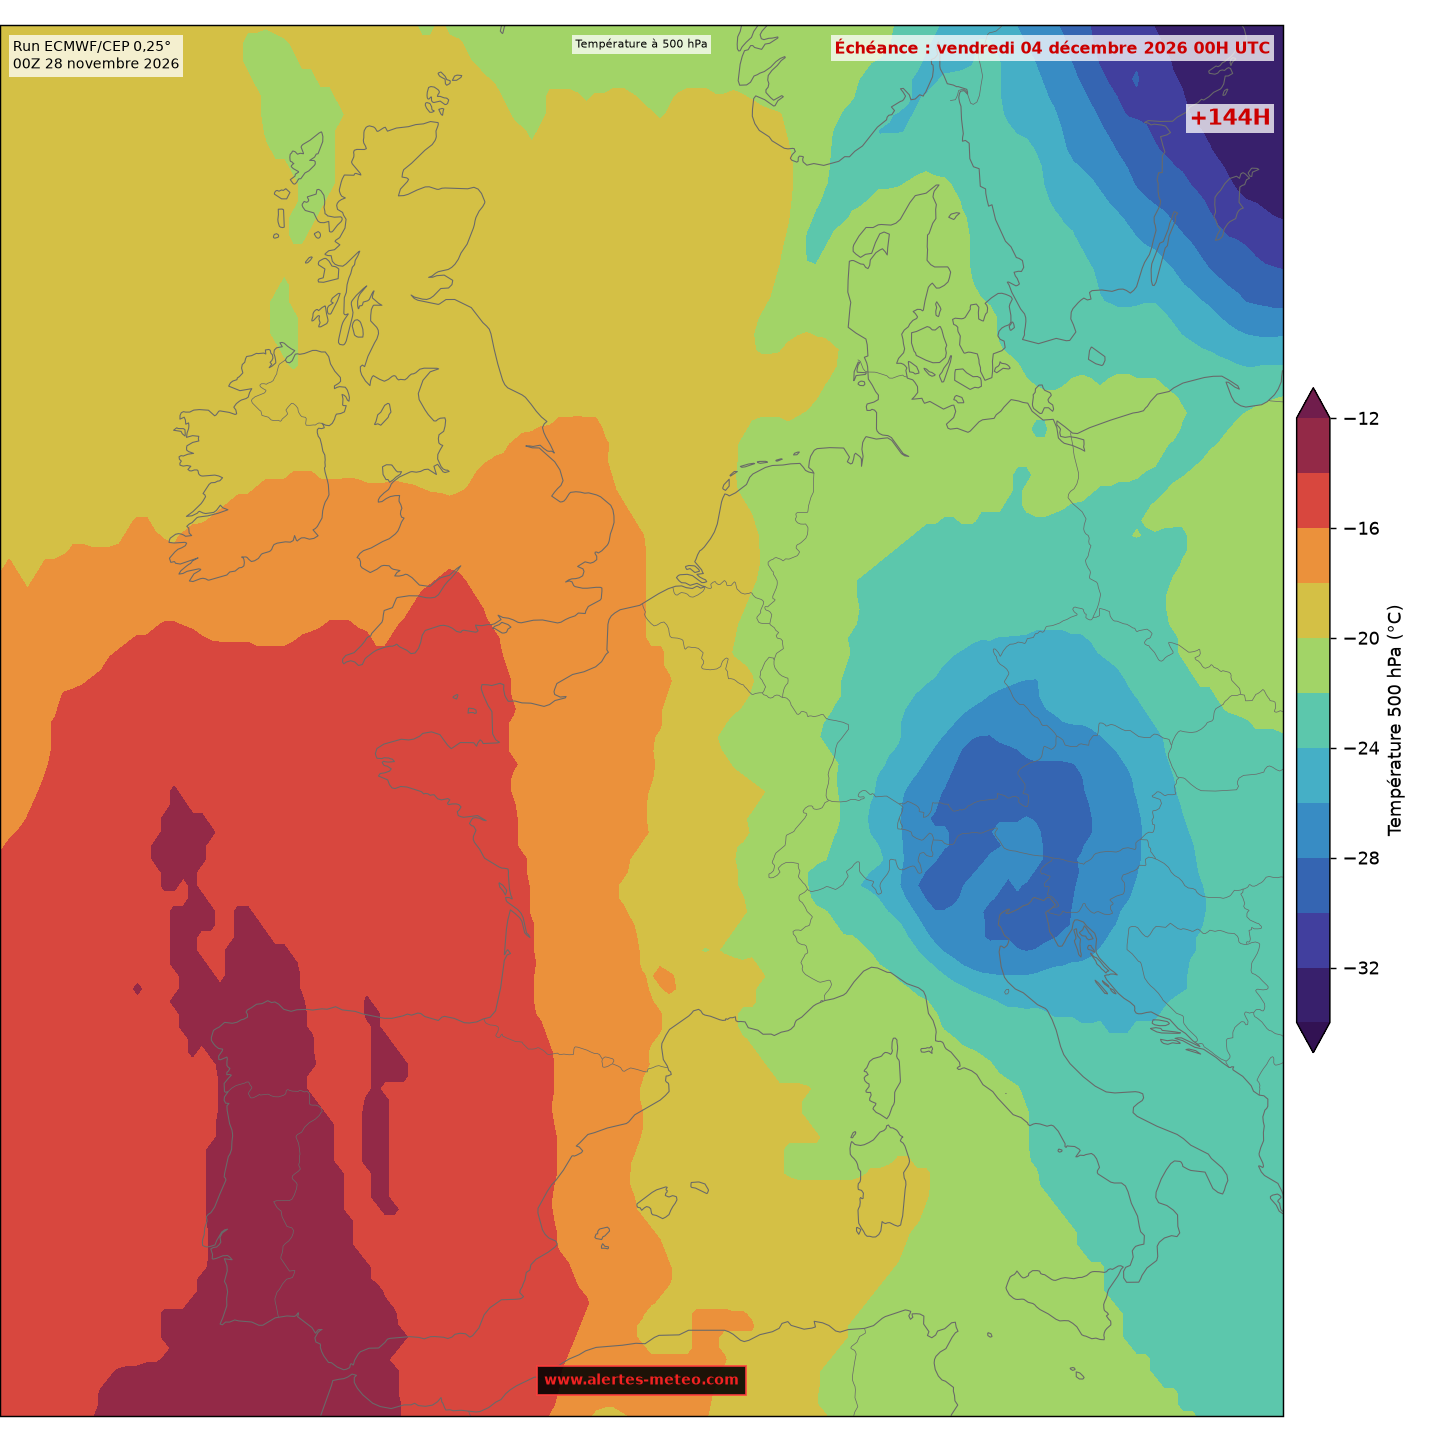 Run ECMWF/CEP 0,25°
00Z 28 novembre 2026
Température à 500 hPa
Échéance : vendredi 04 décembre 2026 00H UTC
+144H
−12
−16
−20
−24
−28
−32
Température 500 hPa (°C)
www.alertes-meteo.com